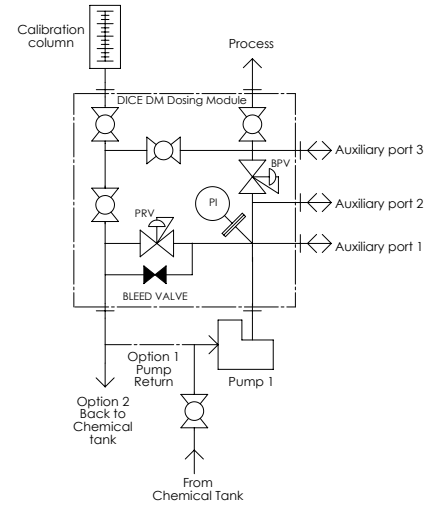 Calibration
column
Process
DICE DM Dosing Module
Auxiliary port 3
BPV
PI
Auxiliary port 2
PRV
Auxiliary port 1
BLEED VALVE
Option 1
Pump
Return
Pump 1
Option 2
Back to
Chemical
tank
From
Chemical Tank